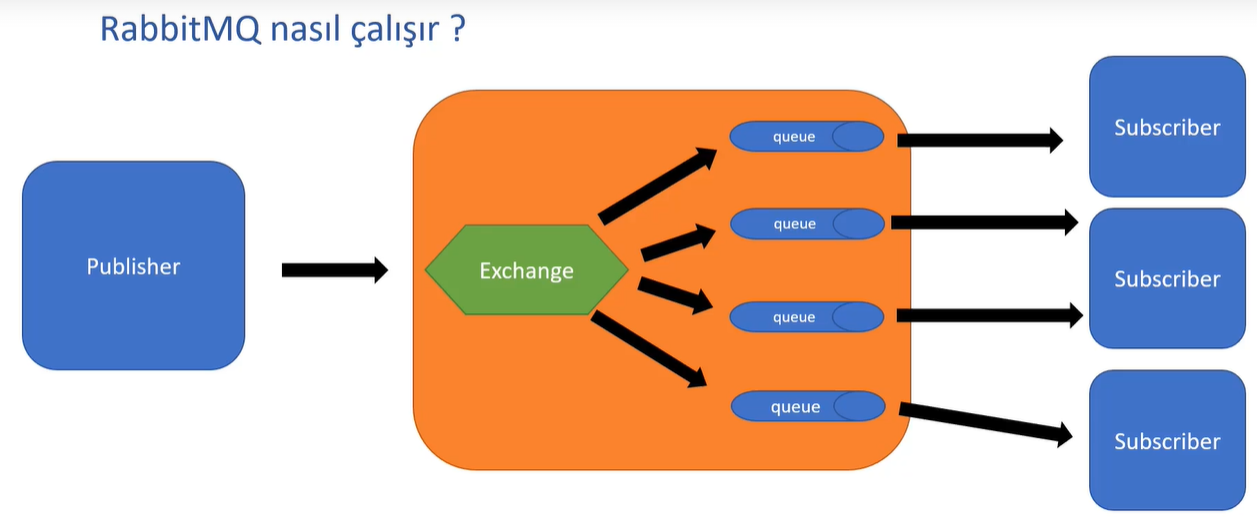 RabbitMQ nasıl çalışır ?
Publisher
Exchange
queue
queue
queue
queue
Subscriber
Subscriber
Subscriber